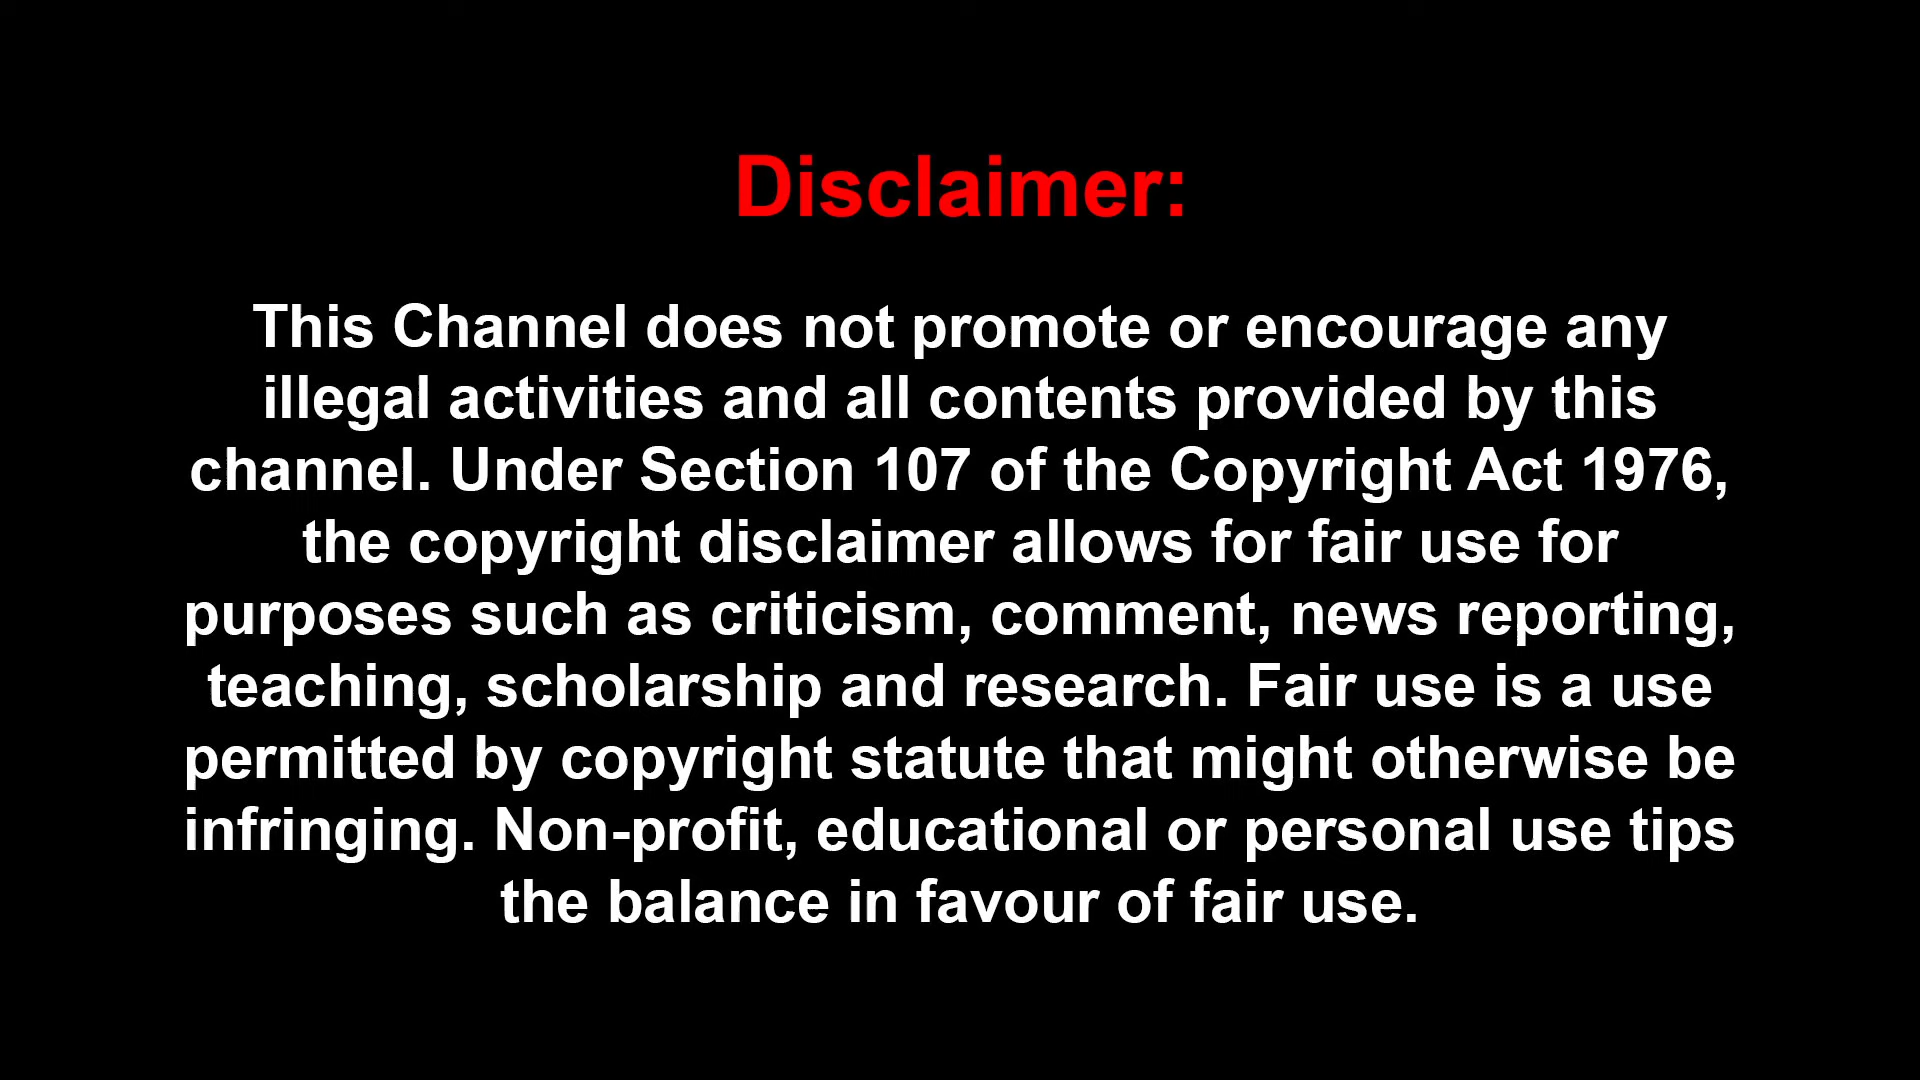 Disclaimer:
This Channel does not promote or encourage any
illegal activities and all contents provided by this
channel. Under Section 107 of the Copyright Act 1976,
the copyright disclaimer allows for fair use for
purposes such as criticism, comment, news reporting,
teaching, scholarship and research. Fair use is a use
permitted by copyright statute that might otherwise be
infringing. Non-profit, educational or personal use tips
the balance in favour of fair use.